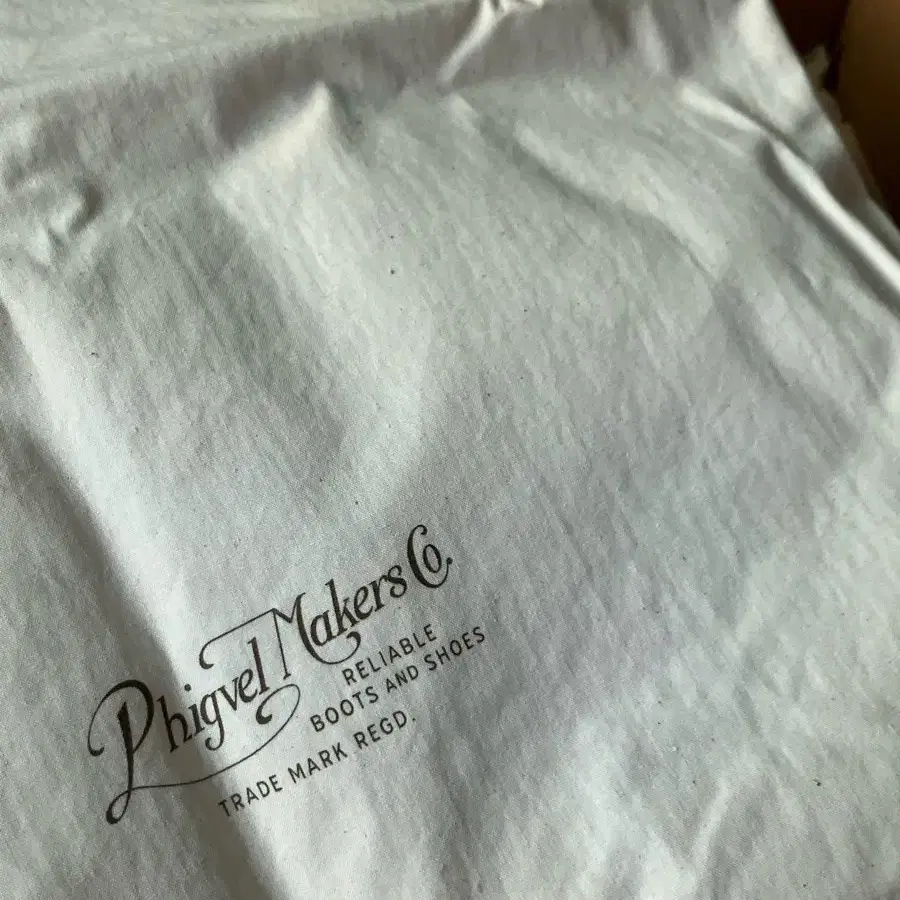 Phigvel Makers Co.
RELIABLE
BOOTS AND SHOES
TRADE MARK REGD.